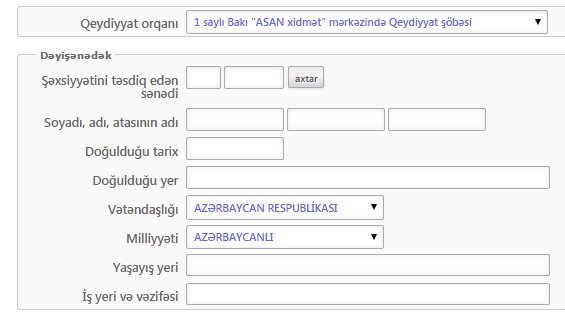 Qeydiyyat orqanı 1 saylı Bakı "ASAN xidmət" mərkəzində Qeydiyyat şöbəsi
Dəyişənədək
Şəxsiyyətini təsdiq edən axtar
sənədi
Soyadı, adı, atasının adı
Doğulduğu tarix
Doğulduğu yer
Vətəndaşlığı AZƏRBAYCAN RESPUBLİKASI
Milliyyəti AZƏRBAYCANLI
Yaşayış yeri
İş yeri və vəzifəsi